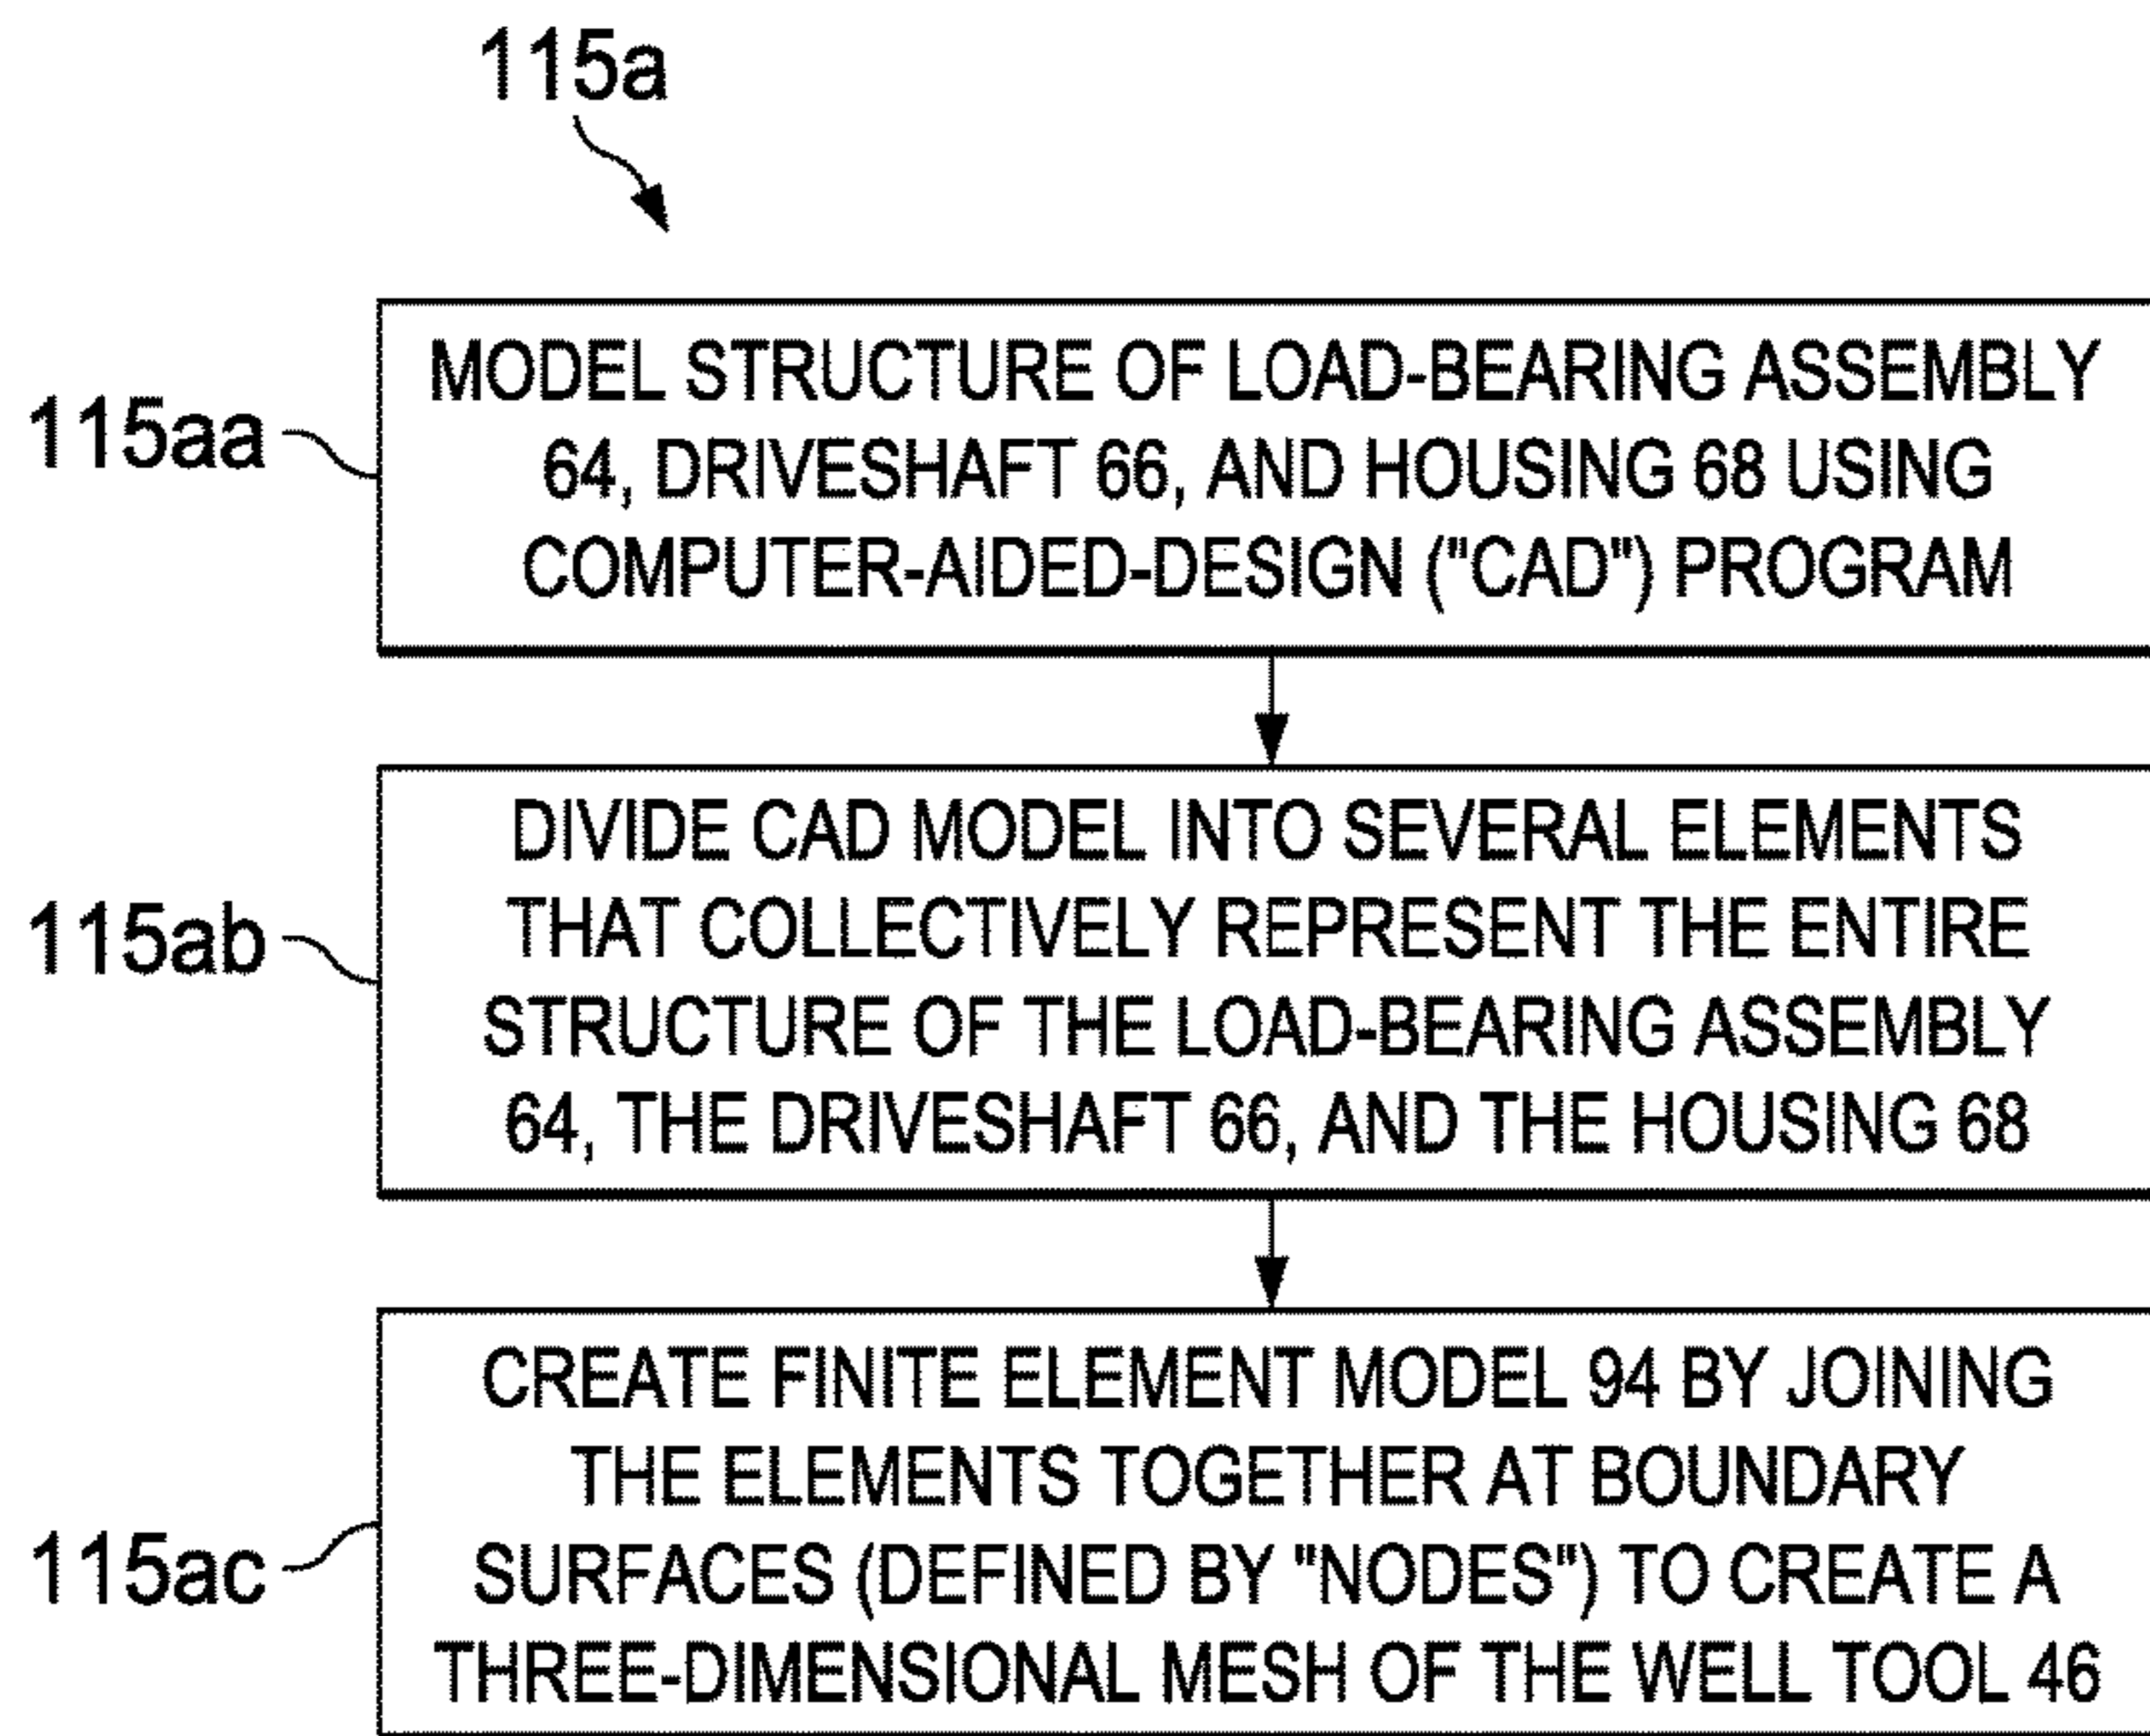 115a
115aa
MODEL STRUCTURE OF LOAD-BEARING ASSEMBLY
64, DRIVESHAFT 66, AND HOUSING 68 USING
COMPUTER-AIDED-DESIGN ("CAD") PROGRAM
115ab
DIVIDE CAD MODEL INTO SEVERAL ELEMENTS
THAT COLLECTIVELY REPRESENT THE ENTIRE
STRUCTURE OF THE LOAD-BEARING ASSEMBLY
64, THE DRIVESHAFT 66, AND THE HOUSING 68
115ac
CREATE FINITE ELEMENT MODEL 94 BY JOINING
THE ELEMENTS TOGETHER AT BOUNDARY
SURFACES (DEFINED BY "NODES") TO CREATE A
THREE-DIMENSIONAL MESH OF THE WELL TOOL 46